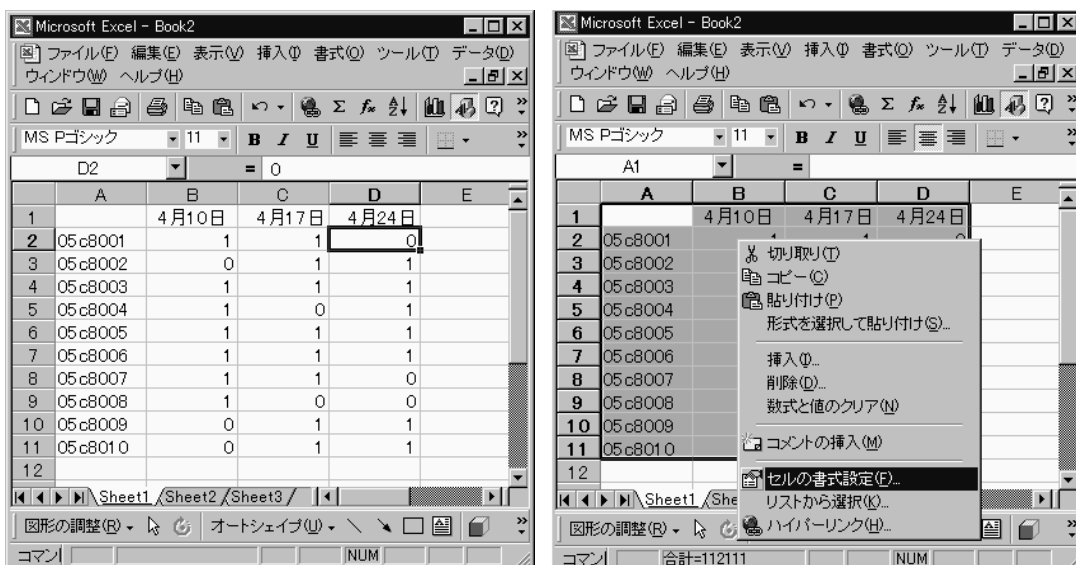 Microsoft Excel - Book2
ファイル(F) 編集(E) 表示(V) 挿入(I) 書式(O) ツール(T) データ(D)
ウィンドウ(W) ヘルプ(H)
MS Pゴシック 11 B I U
D2 = 0
A B C D E
1 4月10日 4月17日 4月24日
2 05c8001 1 1 0
3 05c8002 0 1 1
4 05c8003 1 1 1
5 05c8004 1 0 1
6 05c8005 1 1 1
7 05c8006 1 1 1
8 05c8007 1 1 0
9 05c8008 1 0 0
10 05c8009 0 1 1
11 05c8010 0 1 1
12
Sheet1 Sheet2 Sheet3
図形の調整(R) オートシェイプ(U)
コマン NUM
Microsoft Excel - Book2
ファイル(F) 編集(E) 表示(V) 挿入(I) 書式(O) ツール(T) データ(D)
ウィンドウ(W) ヘルプ(H)
MS Pゴシック 11 B I U
A1 =
A B C D E
1 4月10日 4月17日 4月24日
2 05c8001
3 05c8002
4 05c8003
5 05c8004
6 05c8005
7 05c8006
8 05c8007
9 05c8008
10 05c8009
11 05c8010
12
切り取り(T)
コピー(C)
貼り付け(P)
形式を選択して貼り付け(S)...
挿入(I)...
削除(D)...
数式と値のクリア(N)
コメントの挿入(M)
セルの書式設定(F)...
リストから選択(K)...
ハイパーリンク(H)...
Sheet1 She
図形の調整(R)
コマン 合計=112111 NUM